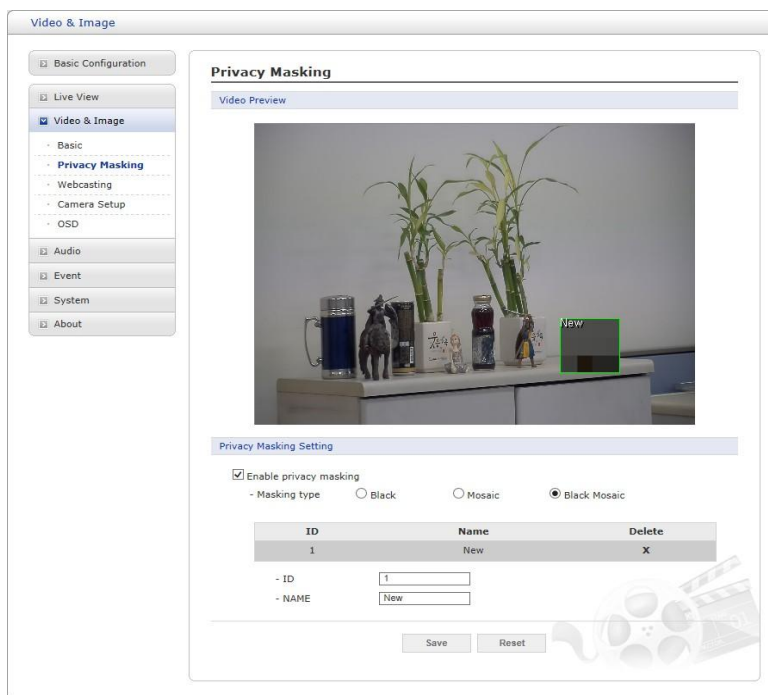 Video & Image
Basic Configuration
Live View
Video & Image
Basic
Privacy Masking
Webcasting
Camera Setup
OSD
Audio
Event
System
About
Privacy Masking
Video Preview
New
Privacy Masking Setting
Enable privacy masking
- Masking type Black Mosaic Black Mosaic
ID Name Delete
1 New X
- ID 1
- NAME New
Save Reset